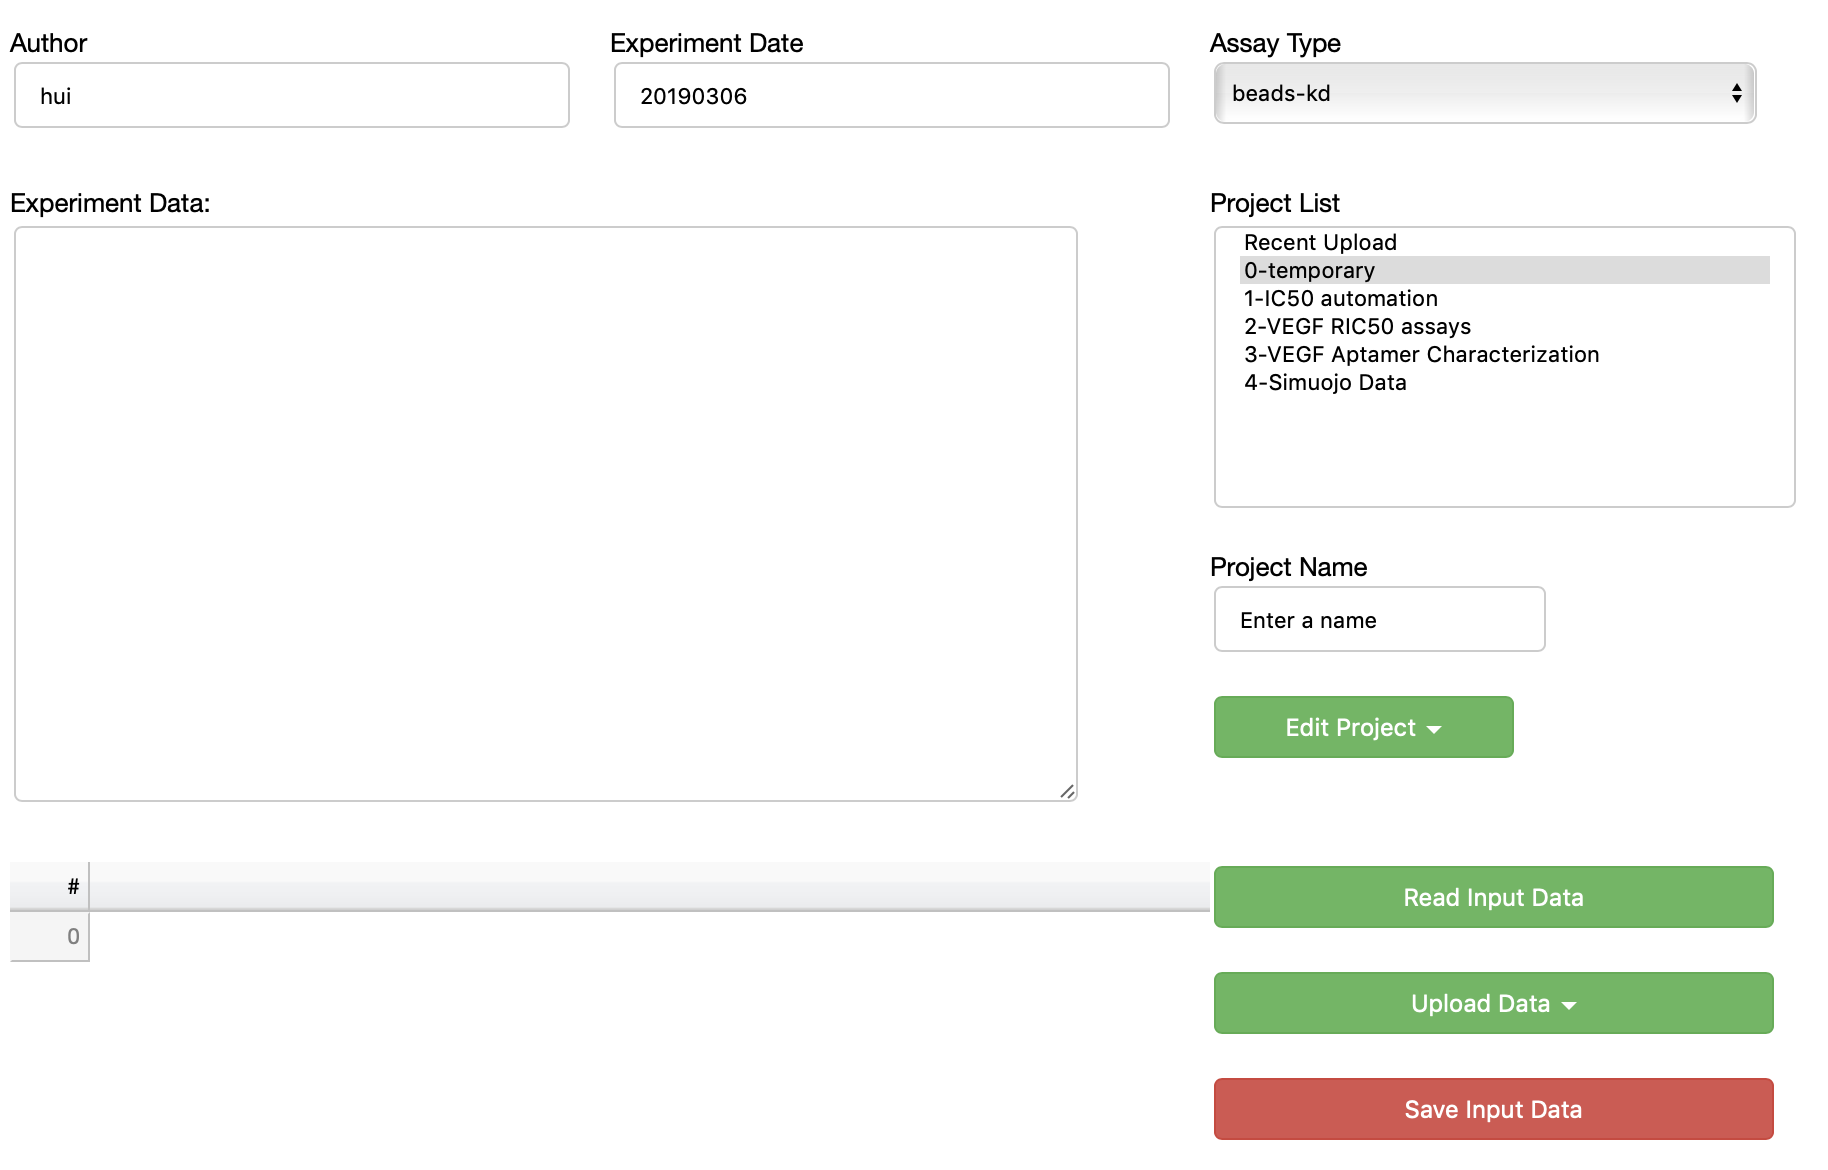 Author
Experiment Date
Assay Type
hui
20190306
beads-kd
Experiment Data:
Project List
Recent Upload
0-temporary
1-IC50 automation
2-VEGF RIC50 assays
3-VEGF Aptamer Characterization
4-Simuojo Data
Project Name
Enter a name
Edit Project
#
0
Read Input Data
Upload Data
Save Input Data